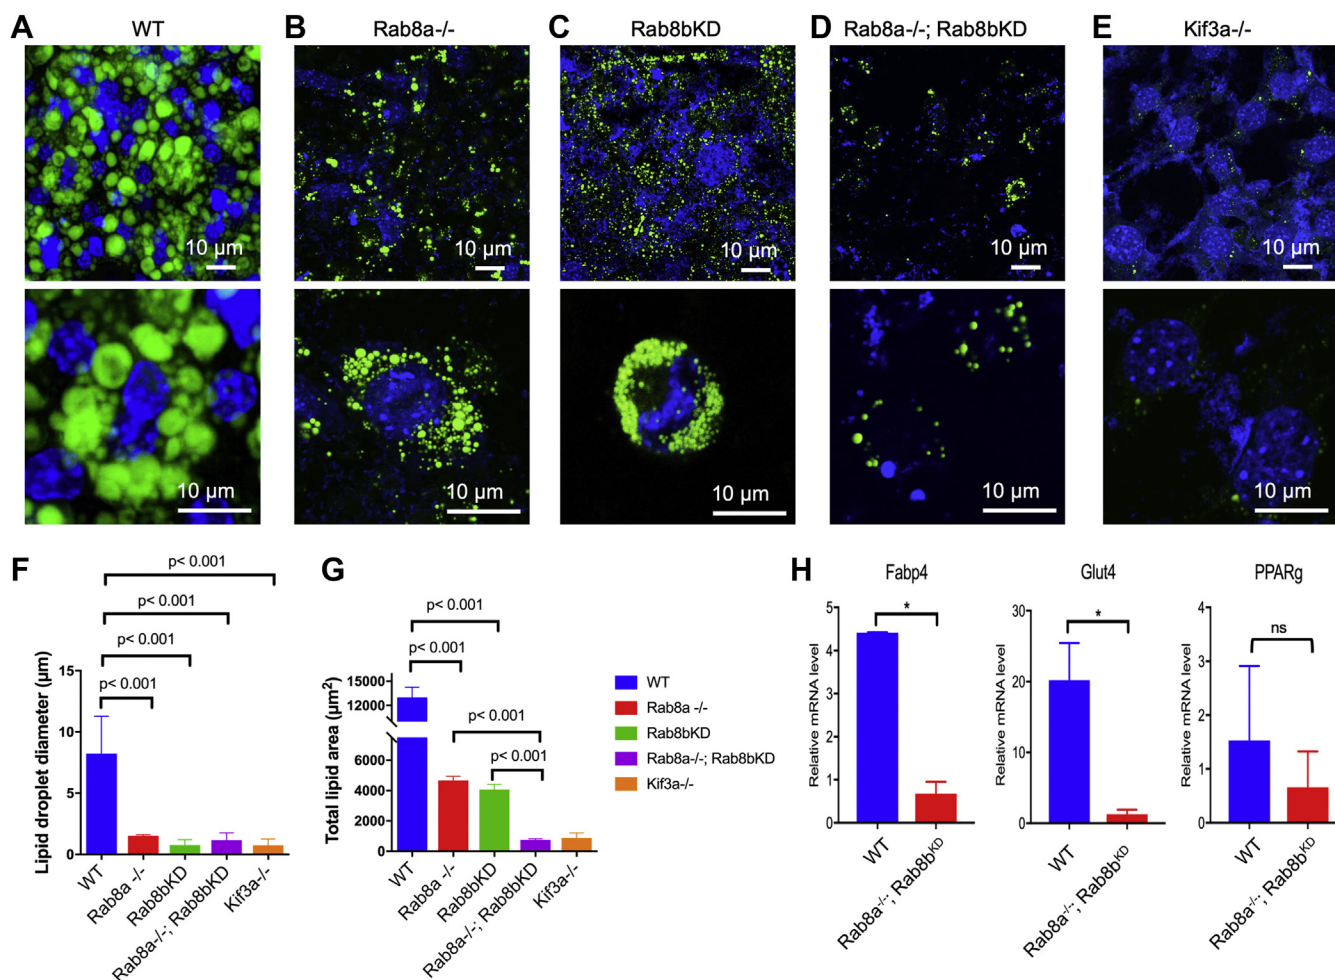 A WT
B Rab8a-/-
C Rab8bKD
D Rab8a-/-; Rab8bKD
E Kif3a-/-
10 µm
10 µm
10 µm
10 µm
10 µm
10 µm
10 µm
10 µm
10 µm
10 µm
F
p< 0.001
p< 0.001
p< 0.001
p< 0.001
Lipid droplet diameter (µm)
15
10
5
0
WT
Rab8a -/-
Rab8bKD
Rab8a-/-; Rab8bKD
Kif3a-/-
G
p< 0.001
p< 0.001
p< 0.001
p< 0.001
Total lipid area (µm²)
15000
12000
6000
4000
2000
0
WT
Rab8a -/-
Rab8bKD
Rab8a-/-; Rab8bKD
Kif3a-/-
WT
Rab8a -/-
Rab8bKD
Rab8a-/-; Rab8bKD
Kif3a-/-
H
Fabp4
*
Relative mRNA level
5
4
3
2
1
0
WT
Rab8a⁻/⁻; Rab8bᴷᴰ
Glut4
*
Relative mRNA level
30
20
10
0
WT
Rab8a⁻/⁻; Rab8bᴷᴰ
PPARg
ns
Relative mRNA level
4
3
2
1
0
WT
Rab8a⁻/⁻; Rab8bᴷᴰ